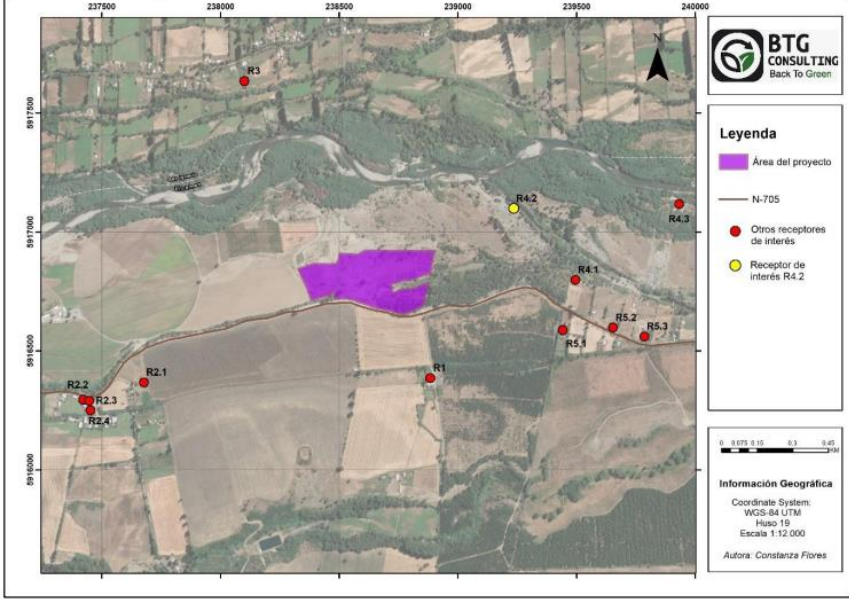 237500
238000
238500
239000
239500
240000
5917500
5917000
5916500
5916000
N
R3
R4.2
R4.3
R4.1
R5.2
R5.3
R5.1
R1
R2.1
R2.2
R2.3
R2.4
BTG
CONSULTING
Back To Green
Leyenda
Área del proyecto
N-705
Otros receptores
de interés
Receptor de
interés R4.2
0 0,075 0,15 0,3 0,45
KM
Información Geográfica
Coordinate System:
WGS-84 UTM
Huso 19
Escala 1:12.000
Autora: Constanza Flores